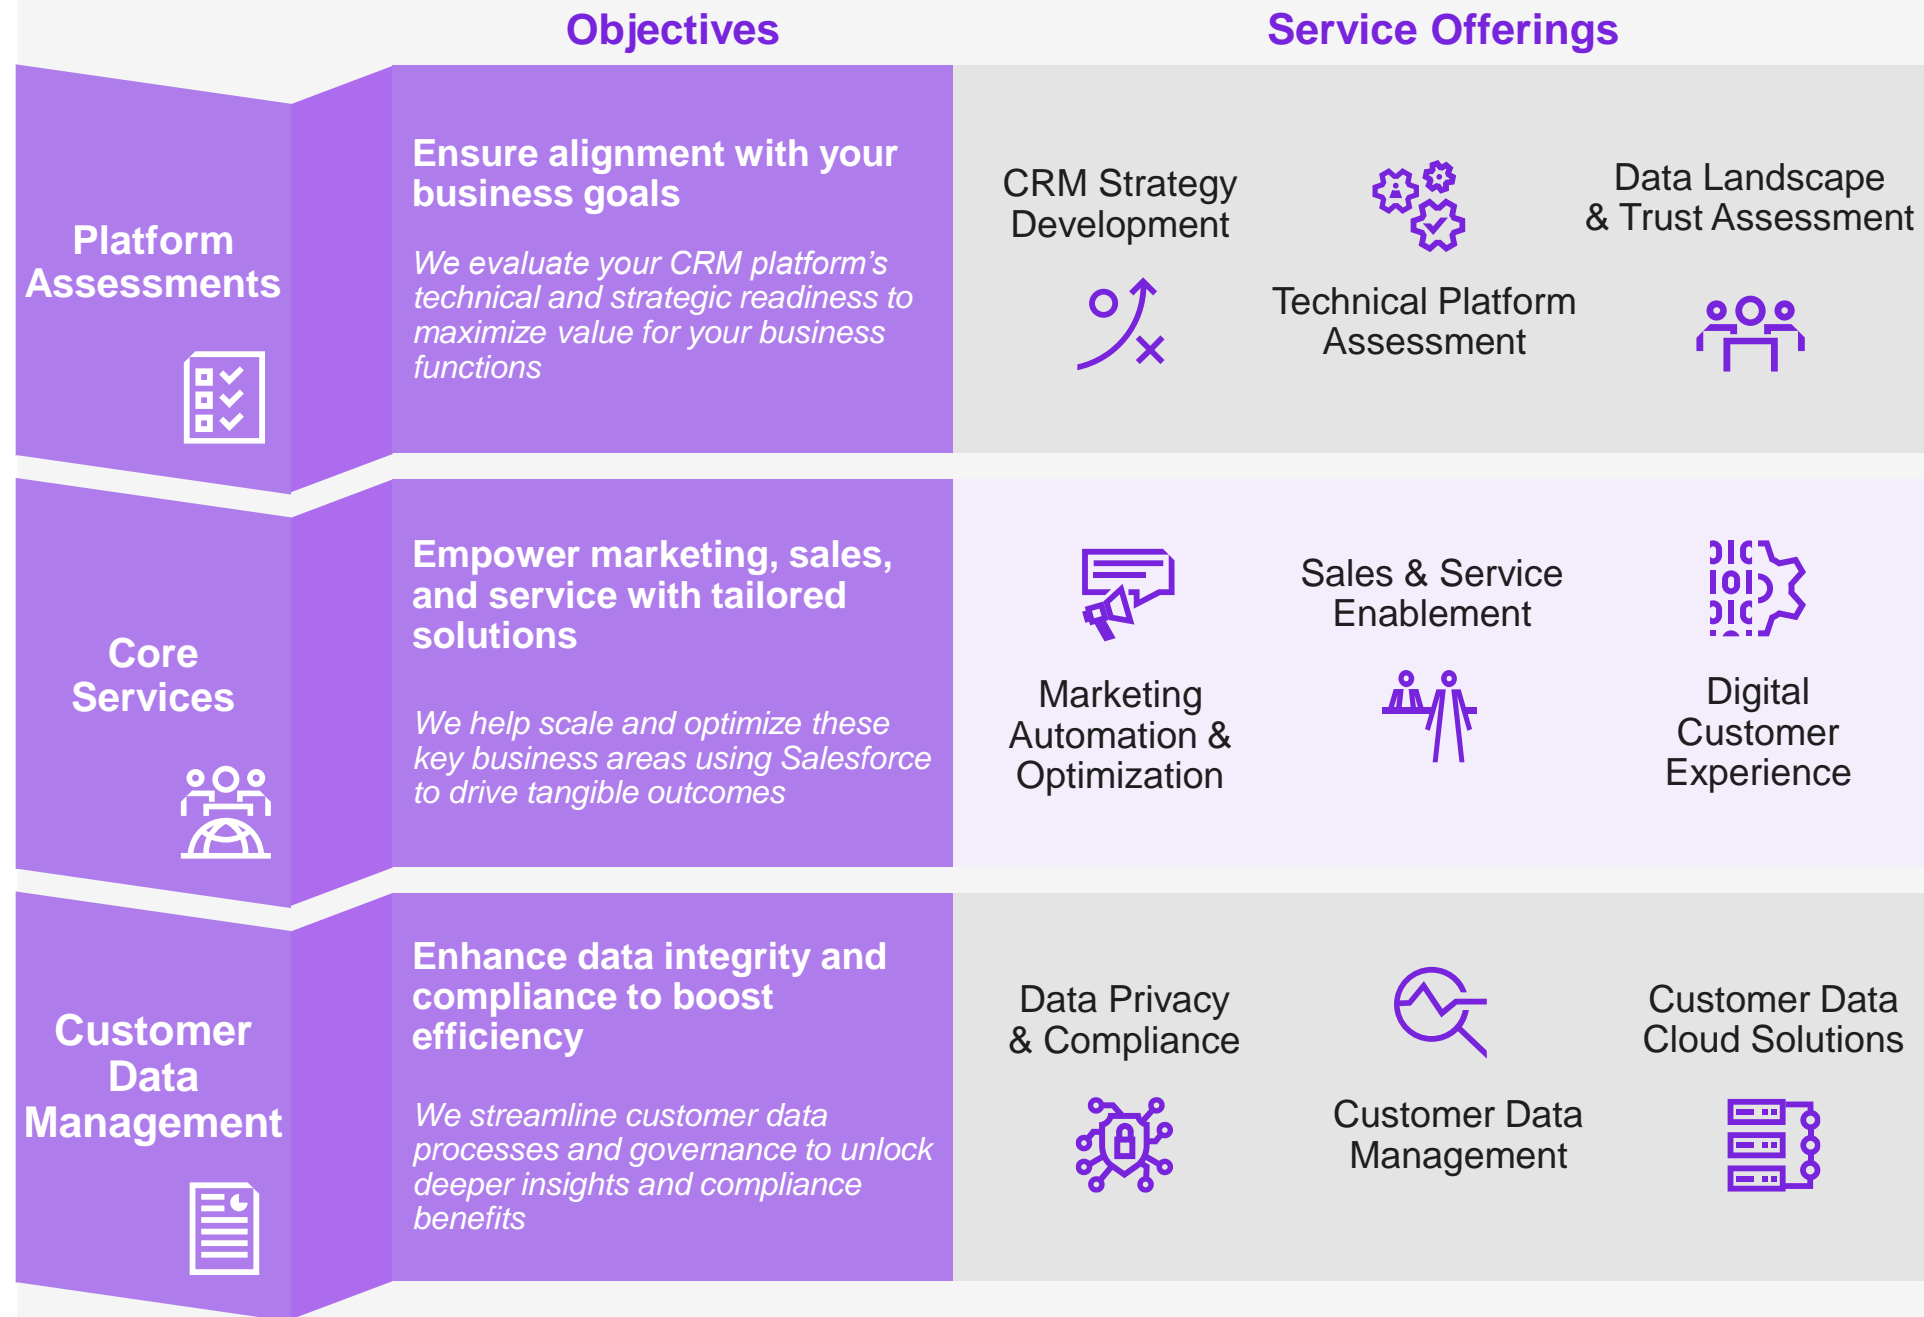 Objectives
Service Offerings
Platform
Assessments
Ensure alignment with your
business goals
We evaluate your CRM platform’s
technical and strategic readiness to
maximize value for your business
functions
CRM Strategy
Development
Technical Platform
Assessment
Data Landscape
& Trust Assessment
Core
Services
Empower marketing, sales,
and service with tailored
solutions
We help scale and optimize these
key business areas using Salesforce
to drive tangible outcomes
Marketing
Automation &
Optimization
Sales & Service
Enablement
Digital
Customer
Experience
Customer
Data
Management
Enhance data integrity and
compliance to boost
efficiency
We streamline customer data
processes and governance to unlock
deeper insights and compliance
benefits
Data Privacy
& Compliance
Customer Data
Management
Customer Data
Cloud Solutions